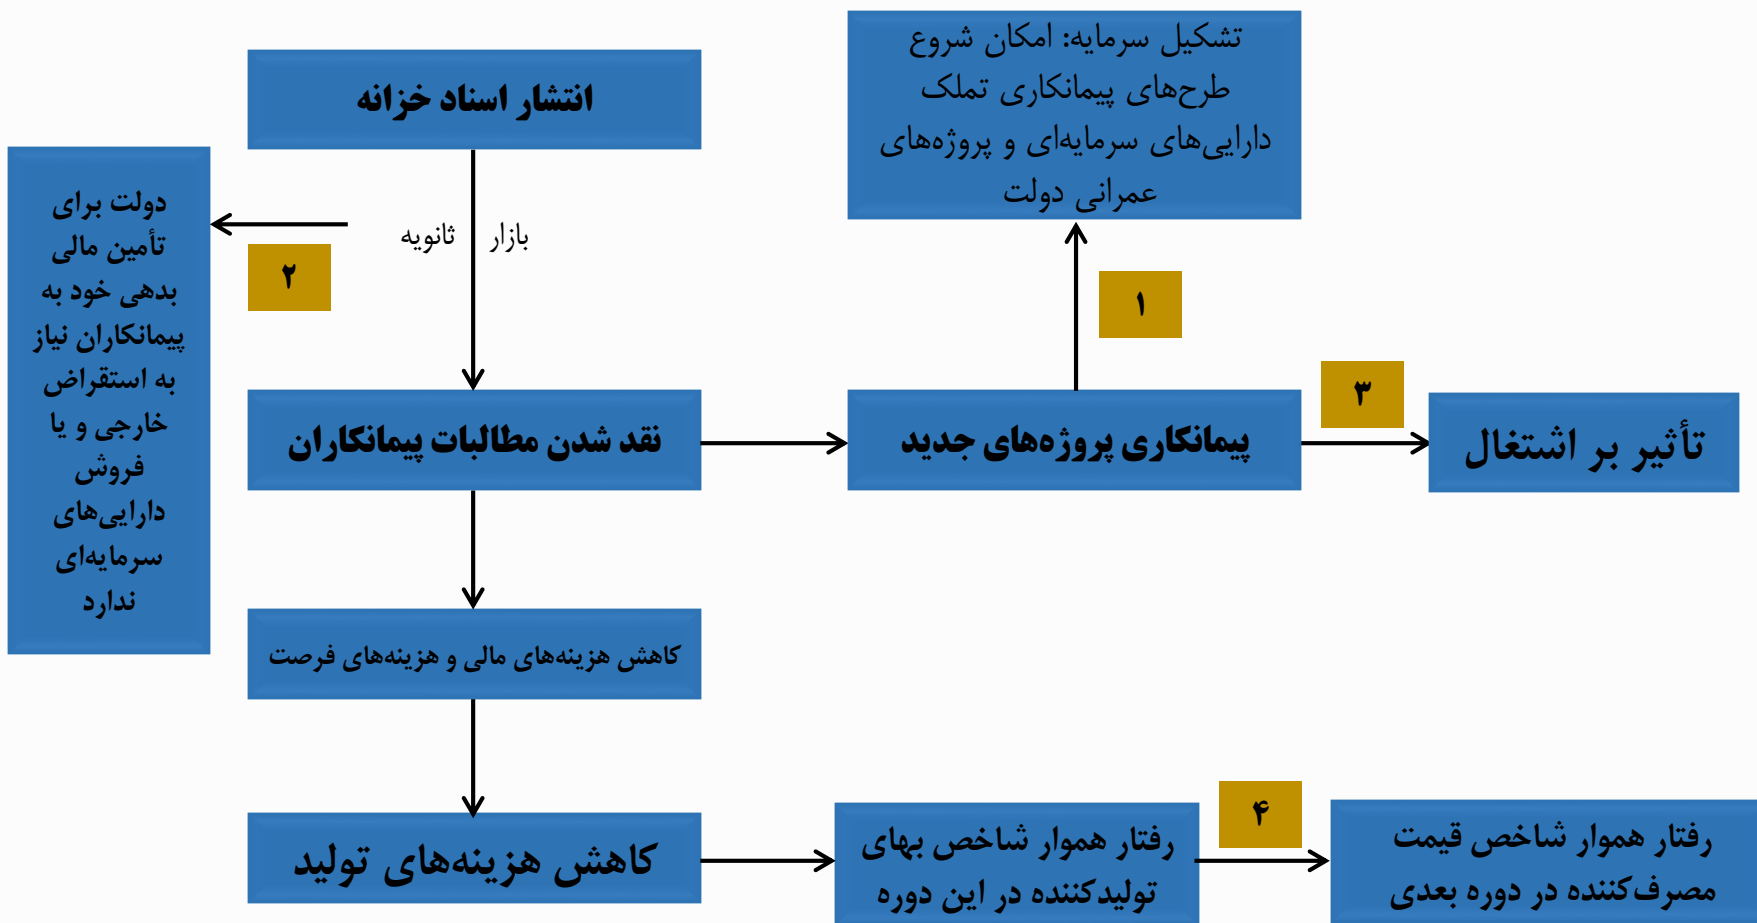 تشکیل سرمایه: امکان شروع
طرح‌های پیمانکاری تملک
دارایی‌های سرمایه‌ای و پروژه‌های
عمرانی دولت
انتشار اسناد خزانه
بازار
ثانویه
دولت برای
تأمین مالی
بدهی خود به
پیمانکاران نیاز
به استقراض
خارجی و یا
فروش
دارایی‌های
سرمایه‌ای
ندارد
۲
۱
۳
نقد شدن مطالبات پیمانکاران
پیمانکاری پروژه‌های جدید
تأثیر بر اشتغال
کاهش هزینه‌های مالی و هزینه‌های فرصت
کاهش هزینه‌های تولید
رفتار هموار شاخص بهای
تولیدکننده در این دوره
۴
رفتار هموار شاخص قیمت
مصرف‌کننده در دوره بعدی